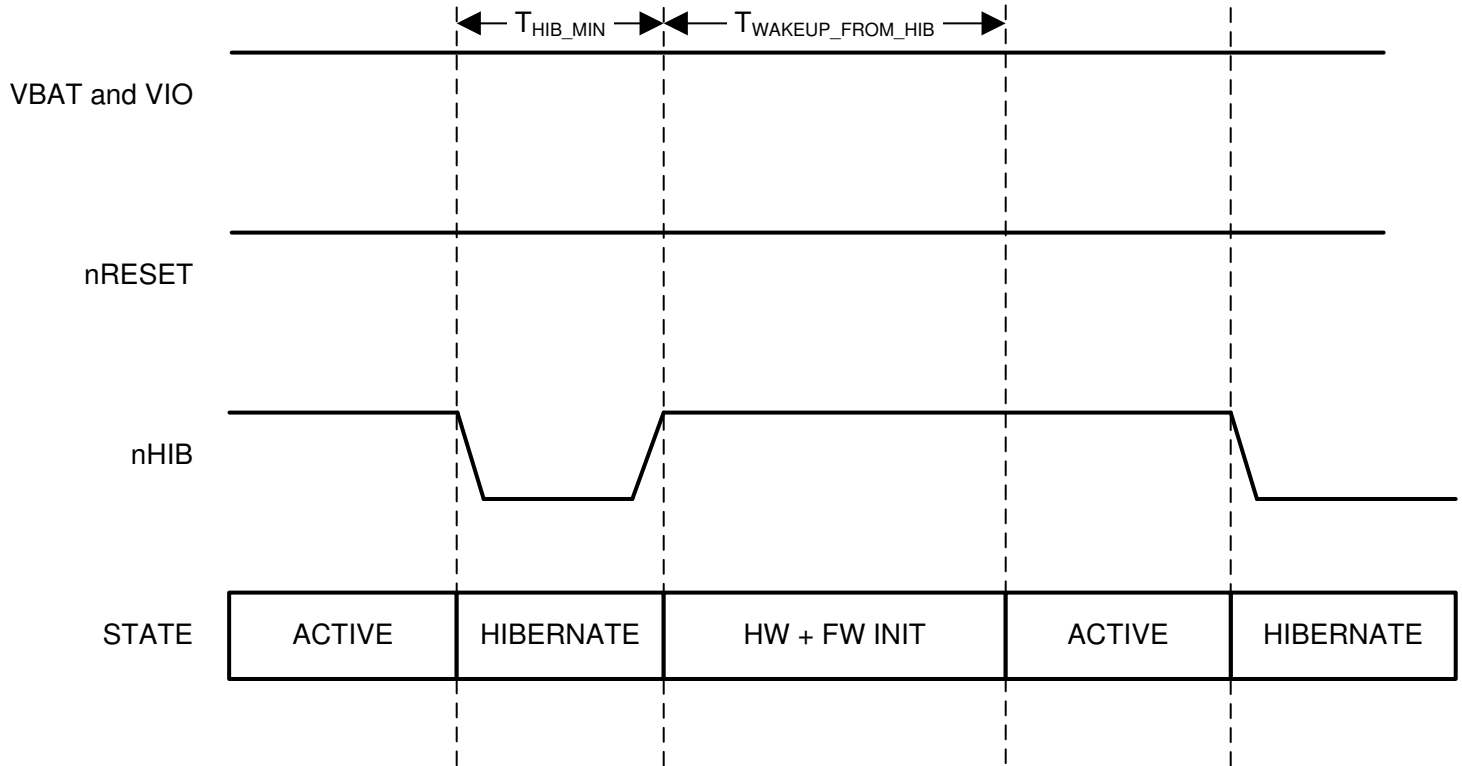 T_HIB_MIN T_WAKEUP_FROM_HIB
VBAT and VIO
nRESET
nHIB
STATE ACTIVE HIBERNATE HW + FW INIT ACTIVE HIBERNATE